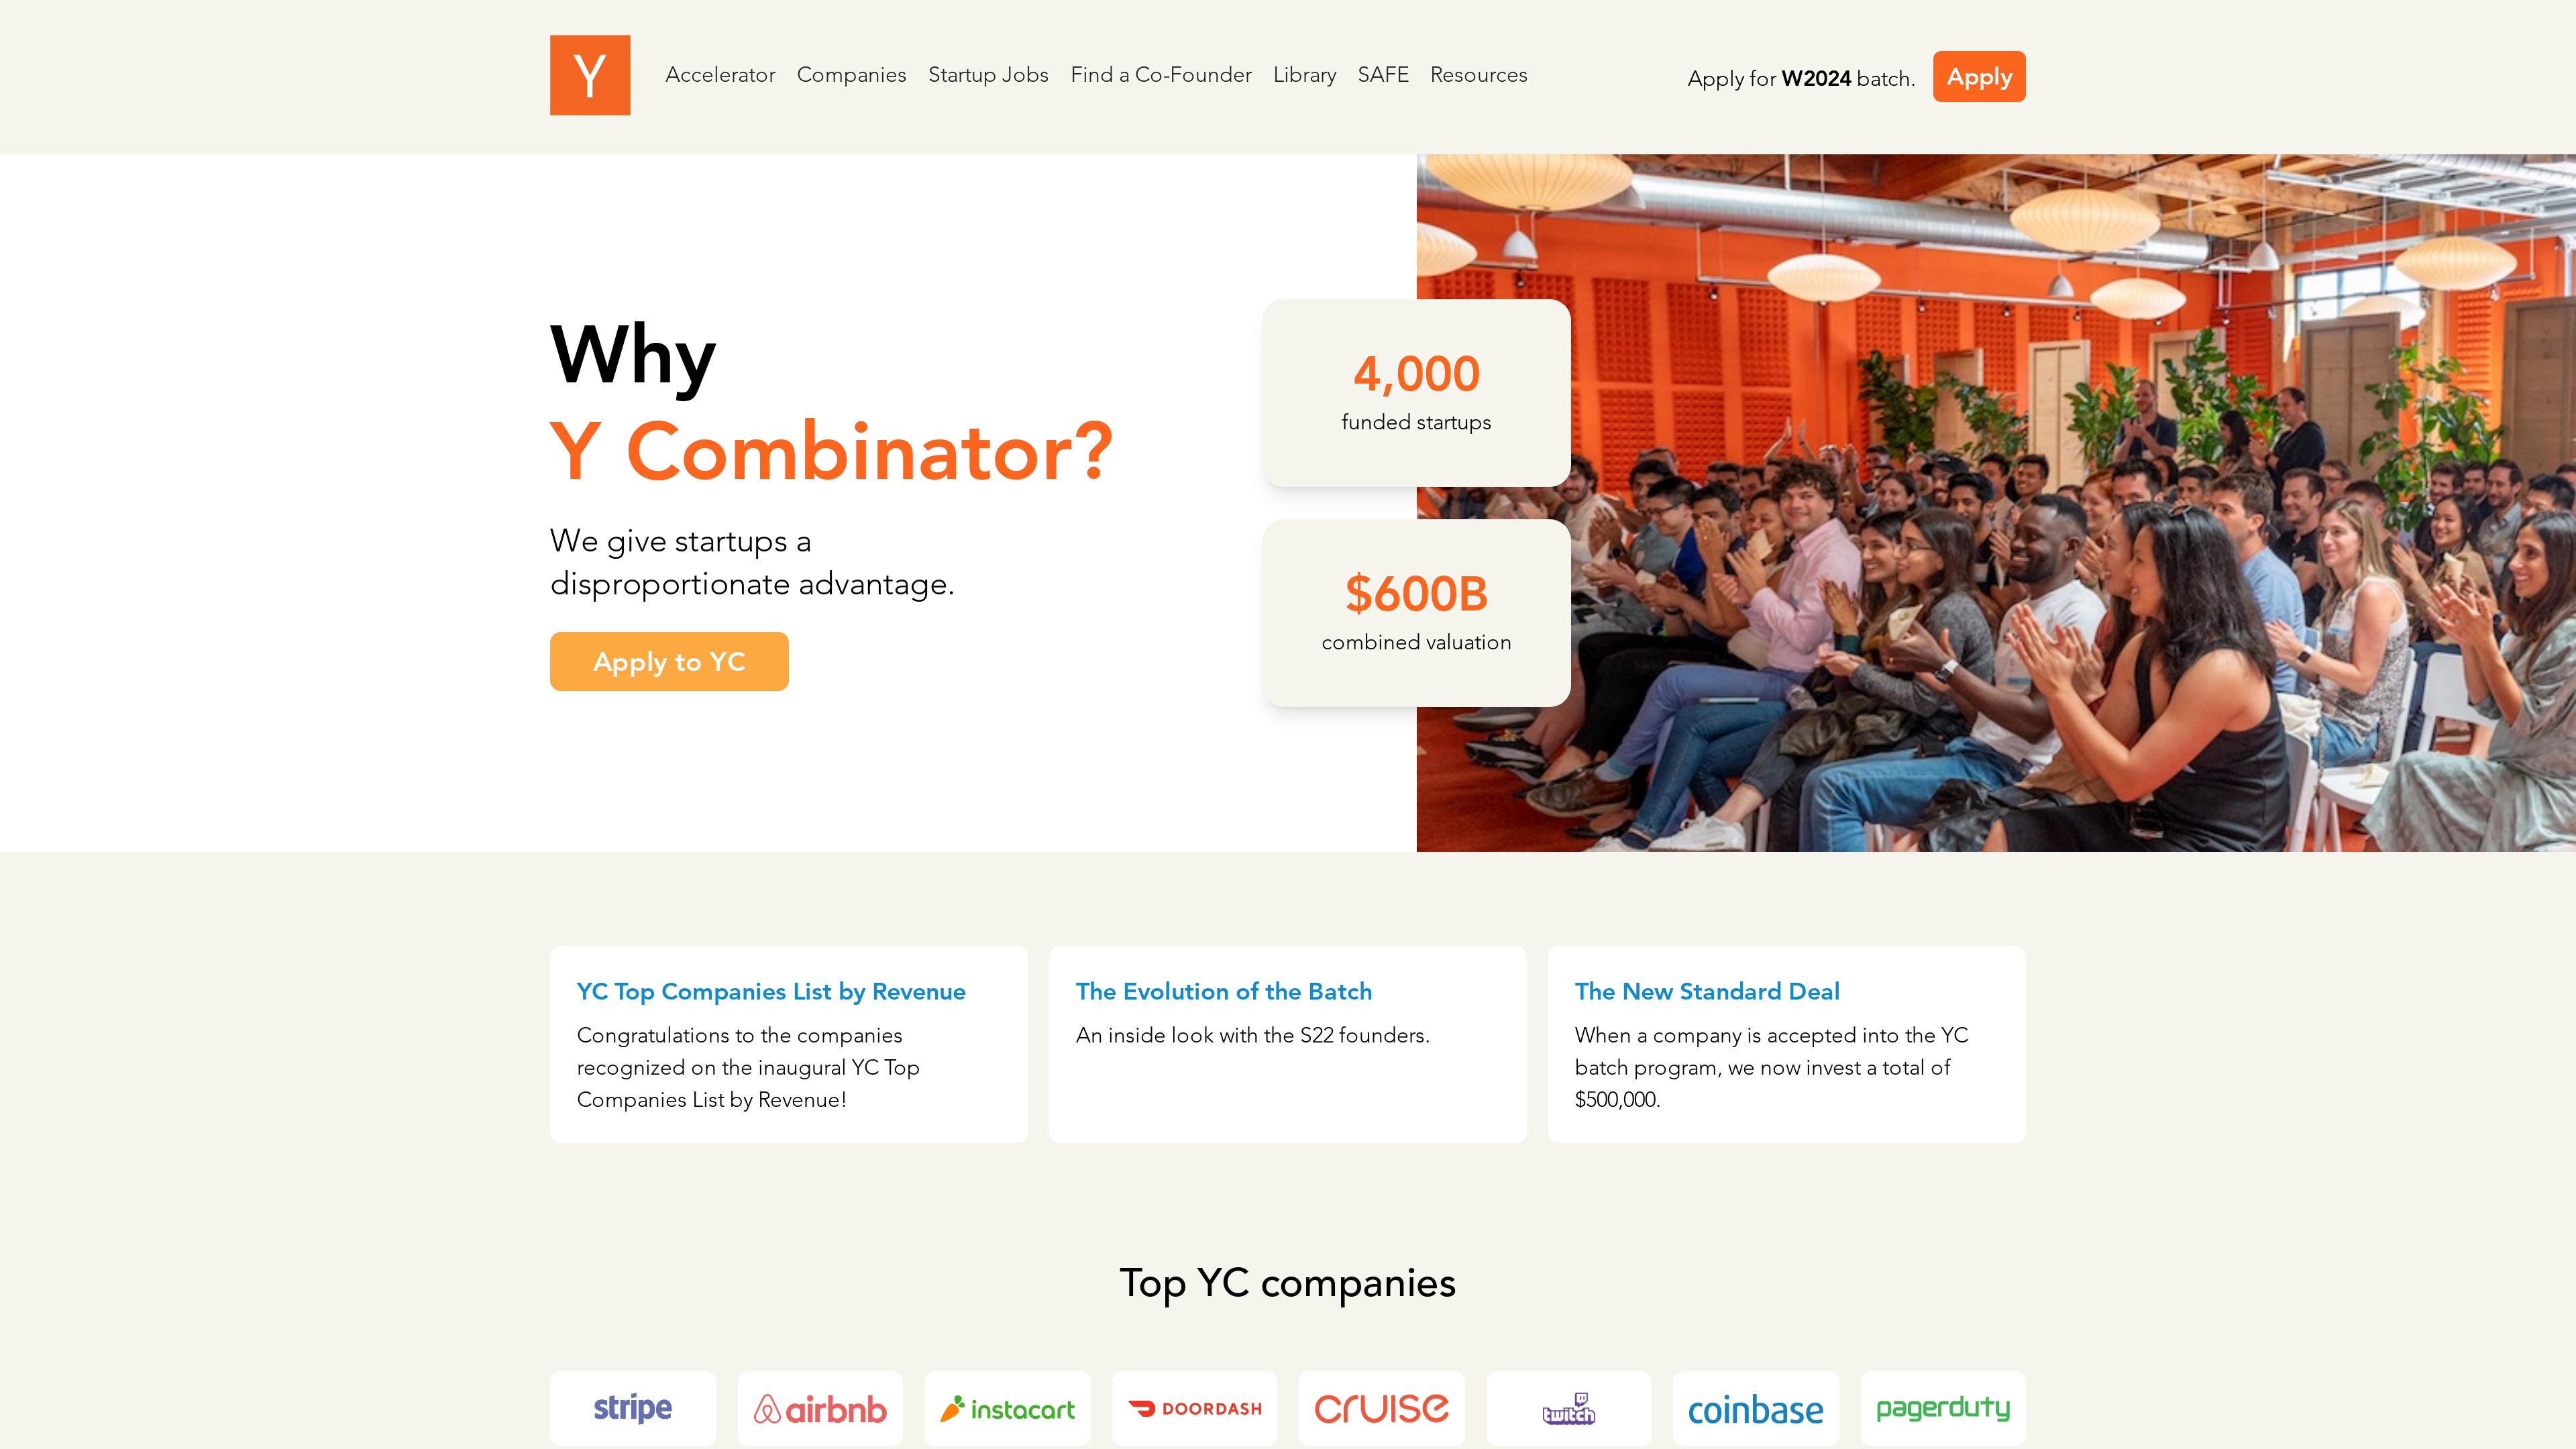 Y
Accelerator Companies Startup Jobs Find a Co-Founder Library SAFE Resources
Apply for W2024 batch. Apply
Why
Y Combinator?
We give startups a
disproportionate advantage.
Apply to YC
4,000
funded startups
$600B
combined valuation
YC Top Companies List by Revenue
Congratulations to the companies
recognized on the inaugural YC Top
Companies List by Revenue!
The Evolution of the Batch
An inside look with the S22 founders.
The New Standard Deal
When a company is accepted into the YC
batch program, we now invest a total of
$500,000.
Top YC companies
stripe airbnb instacart DOORDASH cruise twitch coinbase pagerduty